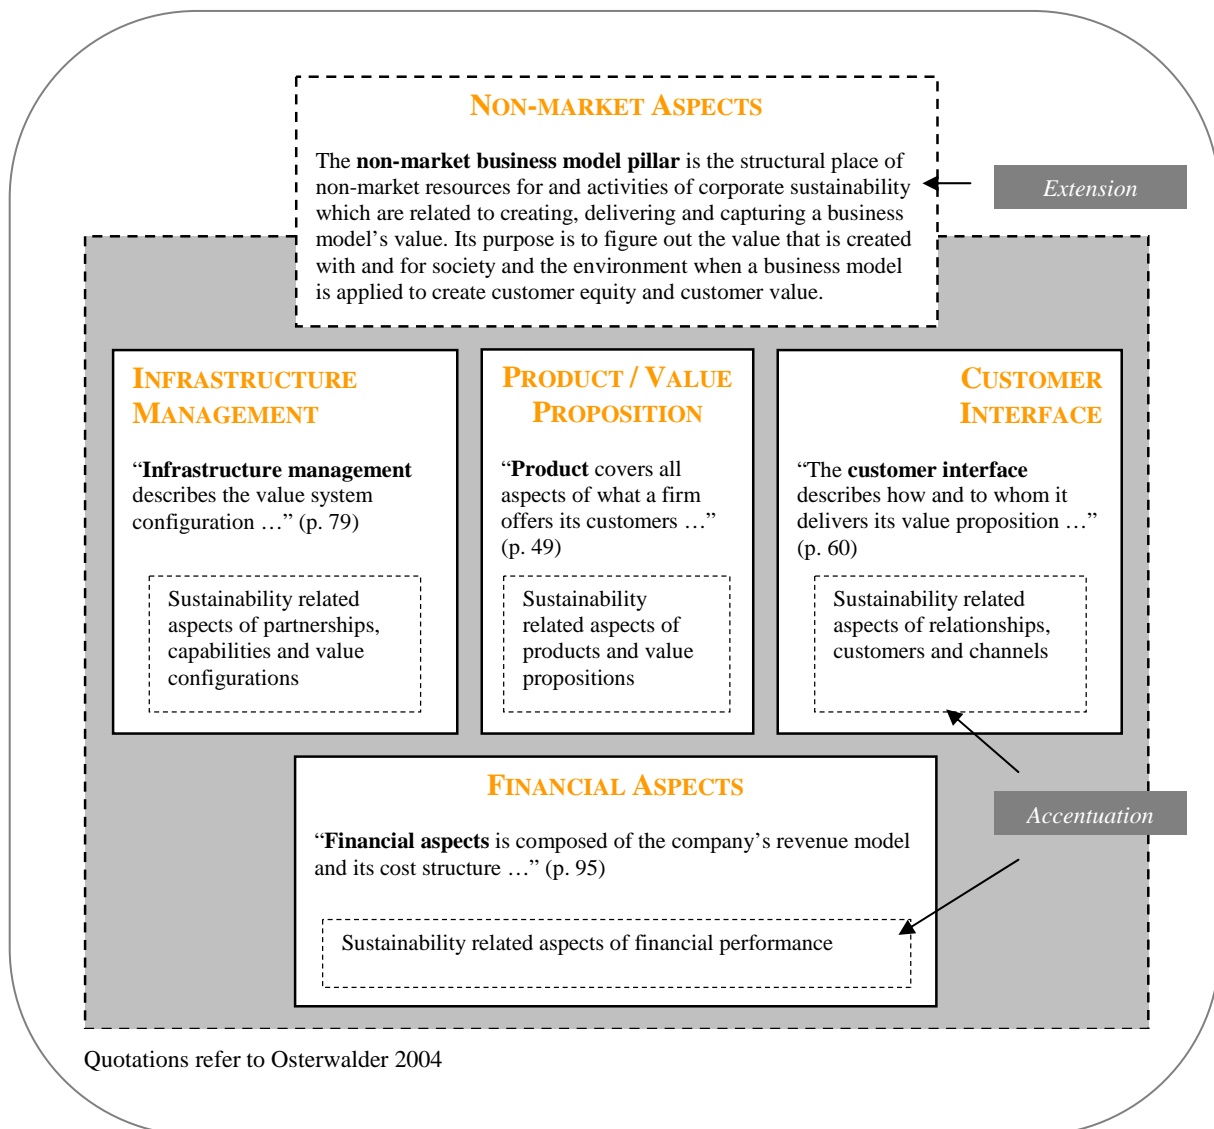 NON-MARKET ASPECTS
The non-market business model pillar is the structural place of
non-market resources for and activities of corporate sustainability
which are related to creating, delivering and capturing a business
model’s value. Its purpose is to figure out the value that is created
with and for society and the environment when a business model
is applied to create customer equity and customer value.
Extension
INFRASTRUCTURE
MANAGEMENT
“Infrastructure management
describes the value system
configuration …” (p. 79)
Sustainability related
aspects of partnerships,
capabilities and value
configurations
PRODUCT / VALUE
PROPOSITION
“Product covers all
aspects of what a firm
offers its customers …”
(p. 49)
Sustainability
related aspects of
products and value
propositions
CUSTOMER
INTERFACE
“The customer interface
describes how and to whom it
delivers its value proposition …”
(p. 60)
Sustainability related
aspects of relationships,
customers and channels
FINANCIAL ASPECTS
“Financial aspects is composed of the company’s revenue model
and its cost structure …” (p. 95)
Sustainability related aspects of financial performance
Accentuation
Quotations refer to Osterwalder 2004